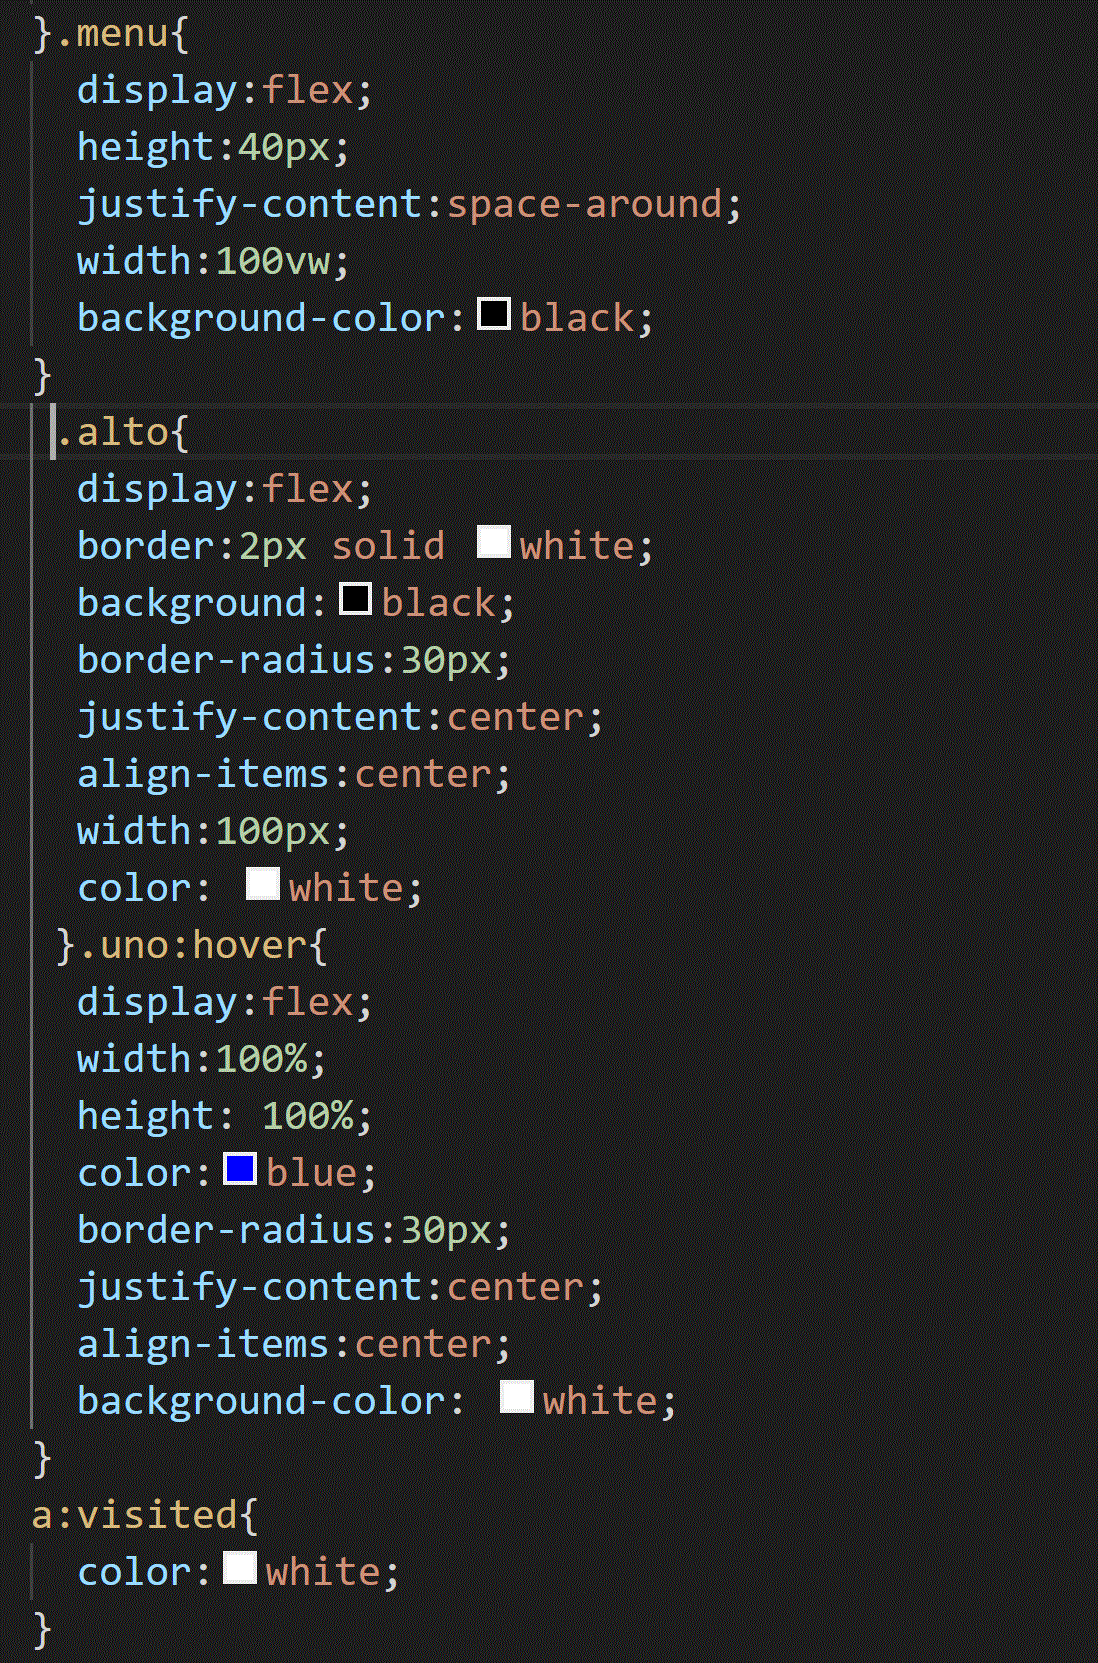 }.menu{
display:flex;
height:40px;
justify-content:space-around;
width:100vw;
background-color:black;
}
.alto{
display:flex;
border:2px solid white;
background:black;
border-radius:30px;
justify-content:center;
align-items:center;
width:100px;
color: white;
}.uno:hover{
display:flex;
width:100%;
height: 100%;
color:blue;
border-radius:30px;
justify-content:center;
align-items:center;
background-color: white;
}
a:visited{
color:white;
}